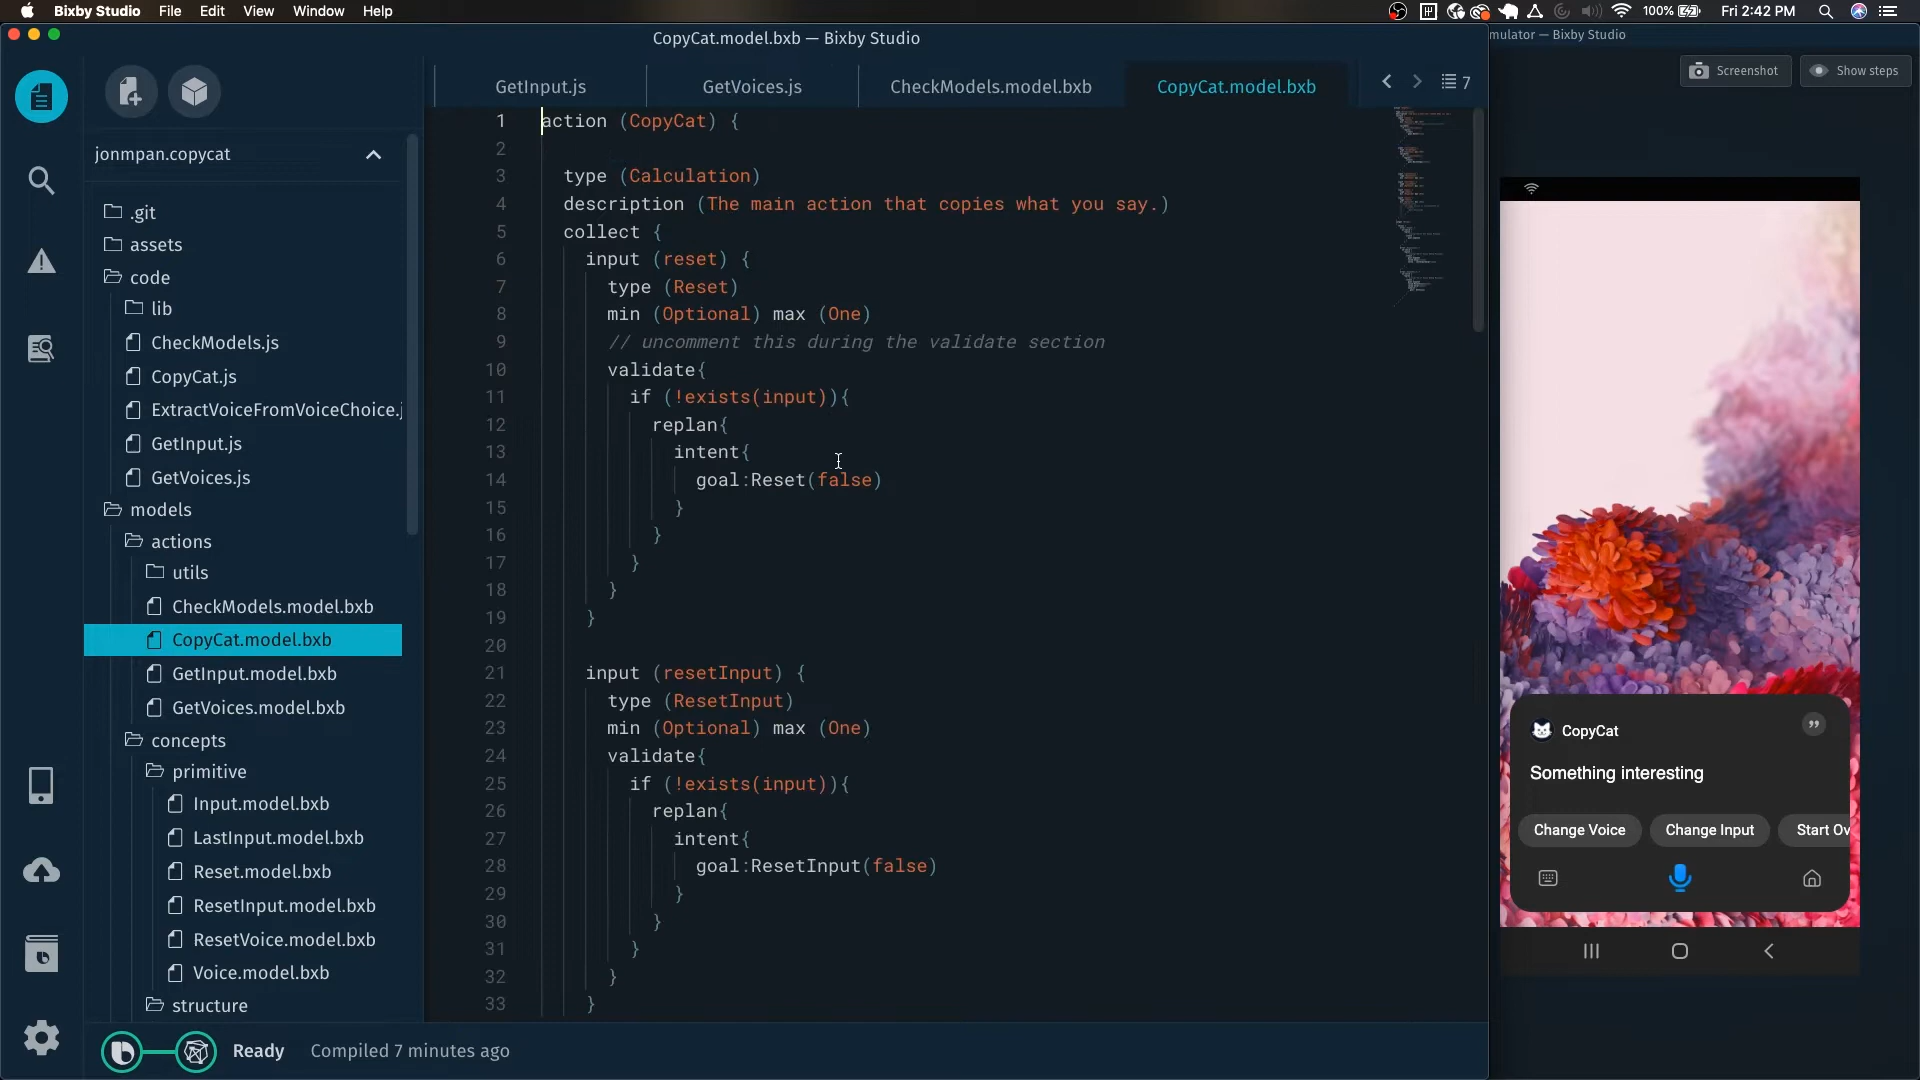 Bixby Studio File Edit View Window Help
100% Fri 2:42 PM
CopyCat.model.bxb — Bixby Studio
mulator — Bixby Studio
GetInput.js
GetVoices.js
CheckModels.model.bxb
CopyCat.model.bxb
7
Screenshot
Show steps
jonmpan.copycat
.git
assets
code
lib
CheckModels.js
CopyCat.js
ExtractVoiceFromVoiceChoice.j
GetInput.js
GetVoices.js
models
actions
utils
CheckModels.model.bxb
CopyCat.model.bxb
GetInput.model.bxb
GetVoices.model.bxb
concepts
primitive
Input.model.bxb
LastInput.model.bxb
Reset.model.bxb
ResetInput.model.bxb
ResetVoice.model.bxb
Voice.model.bxb
structure
1 action (CopyCat) {
2
3 type (Calculation)
4 description (The main action that copies what you say.)
5 collect {
6 input (reset) {
7 type (Reset)
8 min (Optional) max (One)
9 // uncomment this during the validate section
10 validate{
11 if (!exists(input)){
12 replan{
13 intent{
14 goal:Reset(false)
15 }
16 }
17 }
18 }
19 }
20
21 input (resetInput) {
22 type (ResetInput)
23 min (Optional) max (One)
24 validate{
25 if (!exists(input)){
26 replan{
27 intent{
28 goal:ResetInput(false)
29 }
30 }
31 }
32 }
33 }
CopyCat
Something interesting
Change Voice
Change Input
Start Ov
Ready
Compiled 7 minutes ago